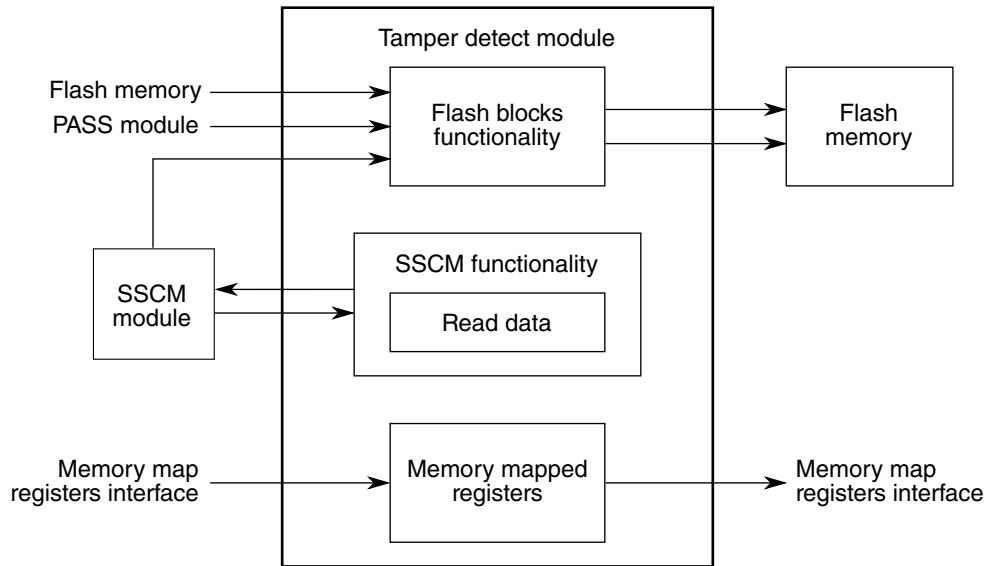 Tamper detect module
Flash memory
PASS module
Flash blocks
functionality
Flash
memory
SSCM
module
SSCM functionality
Read data
Memory map
registers interface
Memory mapped
registers
Memory map
registers interface